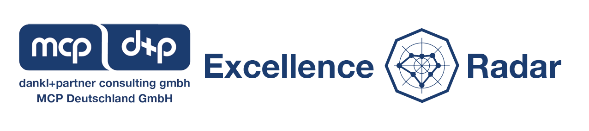 mcp d+p
dankl+partner consulting gmbh
MCP Deutschland GmbH
Excellence Radar